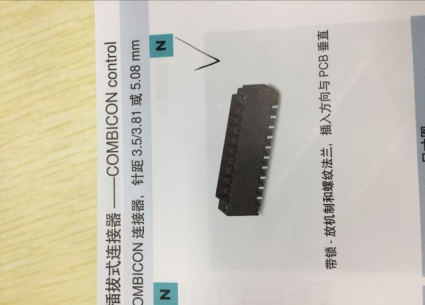 插拔式连接器 ——COMBICON control
COMBICON 连接器，针距 3.5/3.81 或 5.08 mm
N
带锁 - 放机制和螺纹法兰，插入方向与 PCB 垂直
N